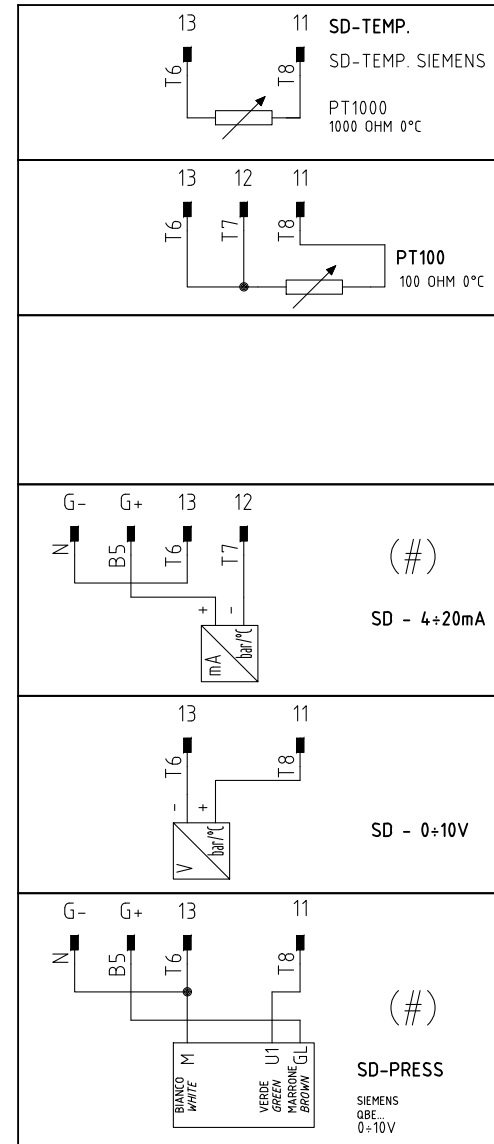 13 11 SD-TEMP.
T6 T8 SD-TEMP. SIEMENS
PT1000
1000 OHM 0°C
13 12 11
T6 T7 T8
PT100
100 OHM 0°C
G- G+ 13 12
N B5 T6 T7
(#)
+ -
mA bar/°C
SD - 4÷20mA
13 11
T6 T8
- +
V bar/°C
SD - 0÷10V
G- G+ 13 11
N B5 T6 T8
(#)
M U1 GL
BIANCO
WHITE
VERDE
GREEN
MARRONE
BROWN
SD-PRESS
SIEMENS
QBE...
0÷10V